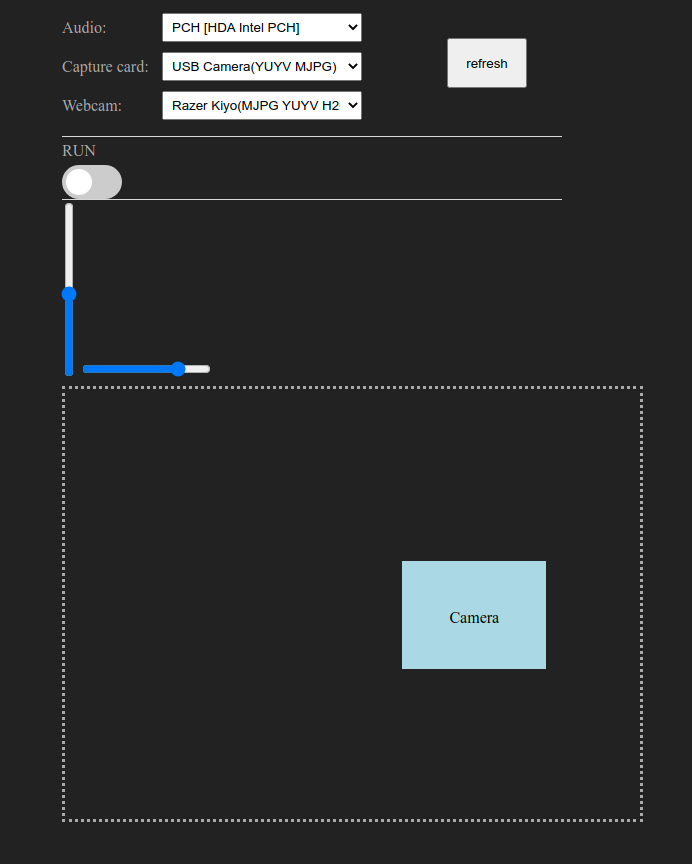 Audio:
PCH [HDA Intel PCH]
Capture card:
USB Camera(YUYV MJPG)
refresh
Webcam:
Razer Kiyo(MJPG YUYV H2
RUN
Camera